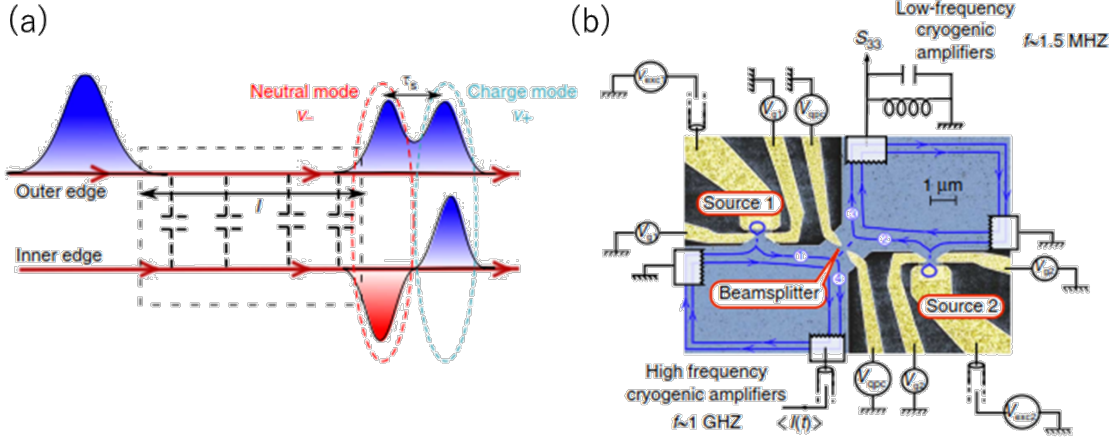 (a)
Neutral mode
v₋
τs
Charge mode
v₊
Outer edge
l
Inner edge
(b)
Low-frequency
cryogenic
amplifiers
f≈1.5 MHZ
S33
Vexc1
Vg1
Vqpc
Source 1
1 μm
Vg1
Beamsplitter
Vg2
Source 2
High frequency
cryogenic amplifiers
f≈1 GHZ
<I(t)>
Vqpc
Vg2
Vexc2